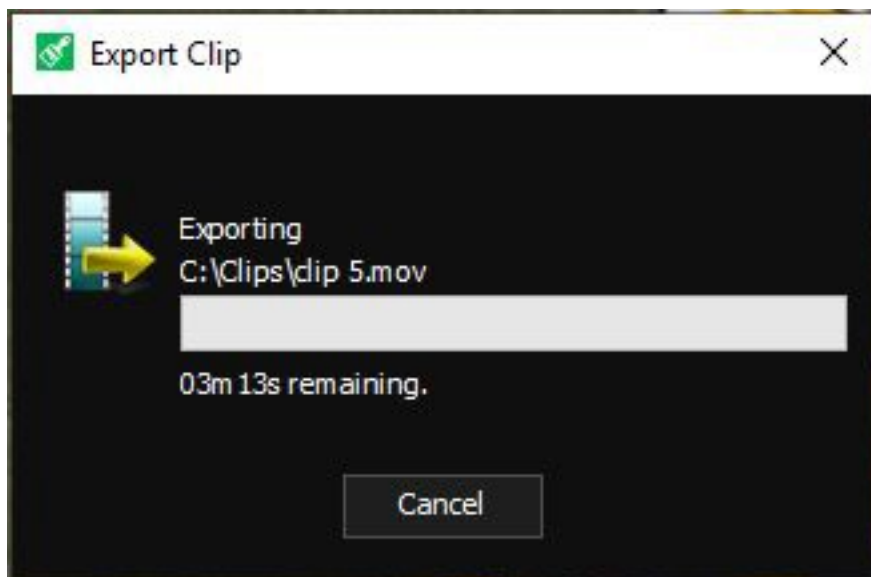 Export Clip
Exporting
C:\Clips\clip 5.mov
03m 13s remaining.
Cancel